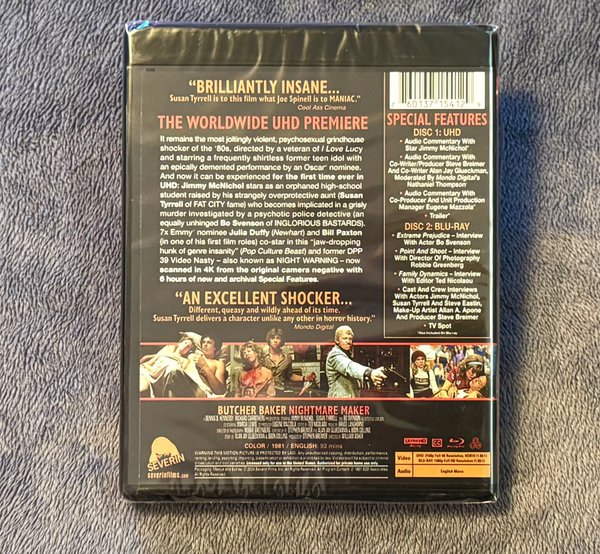 “BRILLIANTLY INSANE...
Susan Tyrrell is to this film what Joe Spinell is to MANIAC.”
Cool Ass Cinema
THE WORLDWIDE UHD PREMIERE
It remains the most joltingly violent, psychosexual grindhouse
shocker of the '80s, directed by a veteran of I Love Lucy
and starring a frequently shirtless former teen idol with
an epically demented performance by an Oscar® nominee.
And now it can be experienced for the first time ever in
UHD: Jimmy McNichol stars as an orphaned high-school
student raised by his strangely overprotective aunt (Susan
Tyrrell of FAT CITY fame) who becomes implicated in a grisly
murder investigated by a psychotic police detective (an
equally unhinged Bo Svenson of INGLORIOUS BASTARDS).
7x Emmy® nominee Julia Duffy (Newhart) and Bill Paxton
(in one of his first film roles) co-star in this “jaw-dropping
hunk of genre insanity” (Pop Culture Beast) and former DPP
39 Video Nasty – also known as NIGHT WARNING – now
scanned in 4K from the original camera negative with
6 hours of new and archival Special Features.
“AN EXCELLENT SHOCKER...
Different, queasy and wildly ahead of its time.
Susan Tyrrell delivers a character unlike any other in horror history.”
Mondo Digital
60137 15412
SPECIAL FEATURES
DISC 1: UHD
• Audio Commentary With
Star Jimmy McNichol*
• Audio Commentary With
Co-Writer/Producer Steve Breimer
And Co-Writer Alan Jay Glueckman,
Moderated By Mondo Digital's
Nathaniel Thompson*
• Audio Commentary With
Co-Producer And Unit Production
Manager Eugene Mazzola*
• Trailer*
DISC 2: BLU-RAY
• Extreme Prejudice – Interview
With Actor Bo Svenson
• Point And Shoot – Interview
With Director Of Photography
Robbie Greenberg
• Family Dynamics – Interview
With Editor Ted Nicolaou
• Cast and Crew Interviews
With Actors Jimmy McNichol,
Susan Tyrrell And Steve Eastin,
Make-Up Artist Allan A. Apone
And Producer Steve Breimer
• TV Spot
*Also Included On Blu-ray
BUTCHER BAKER NIGHTMARE MAKER
COLOR / 1981 / ENGLISH: 93 mins
SEVERIN
severinfilms.com
Video
Audio
English Mono